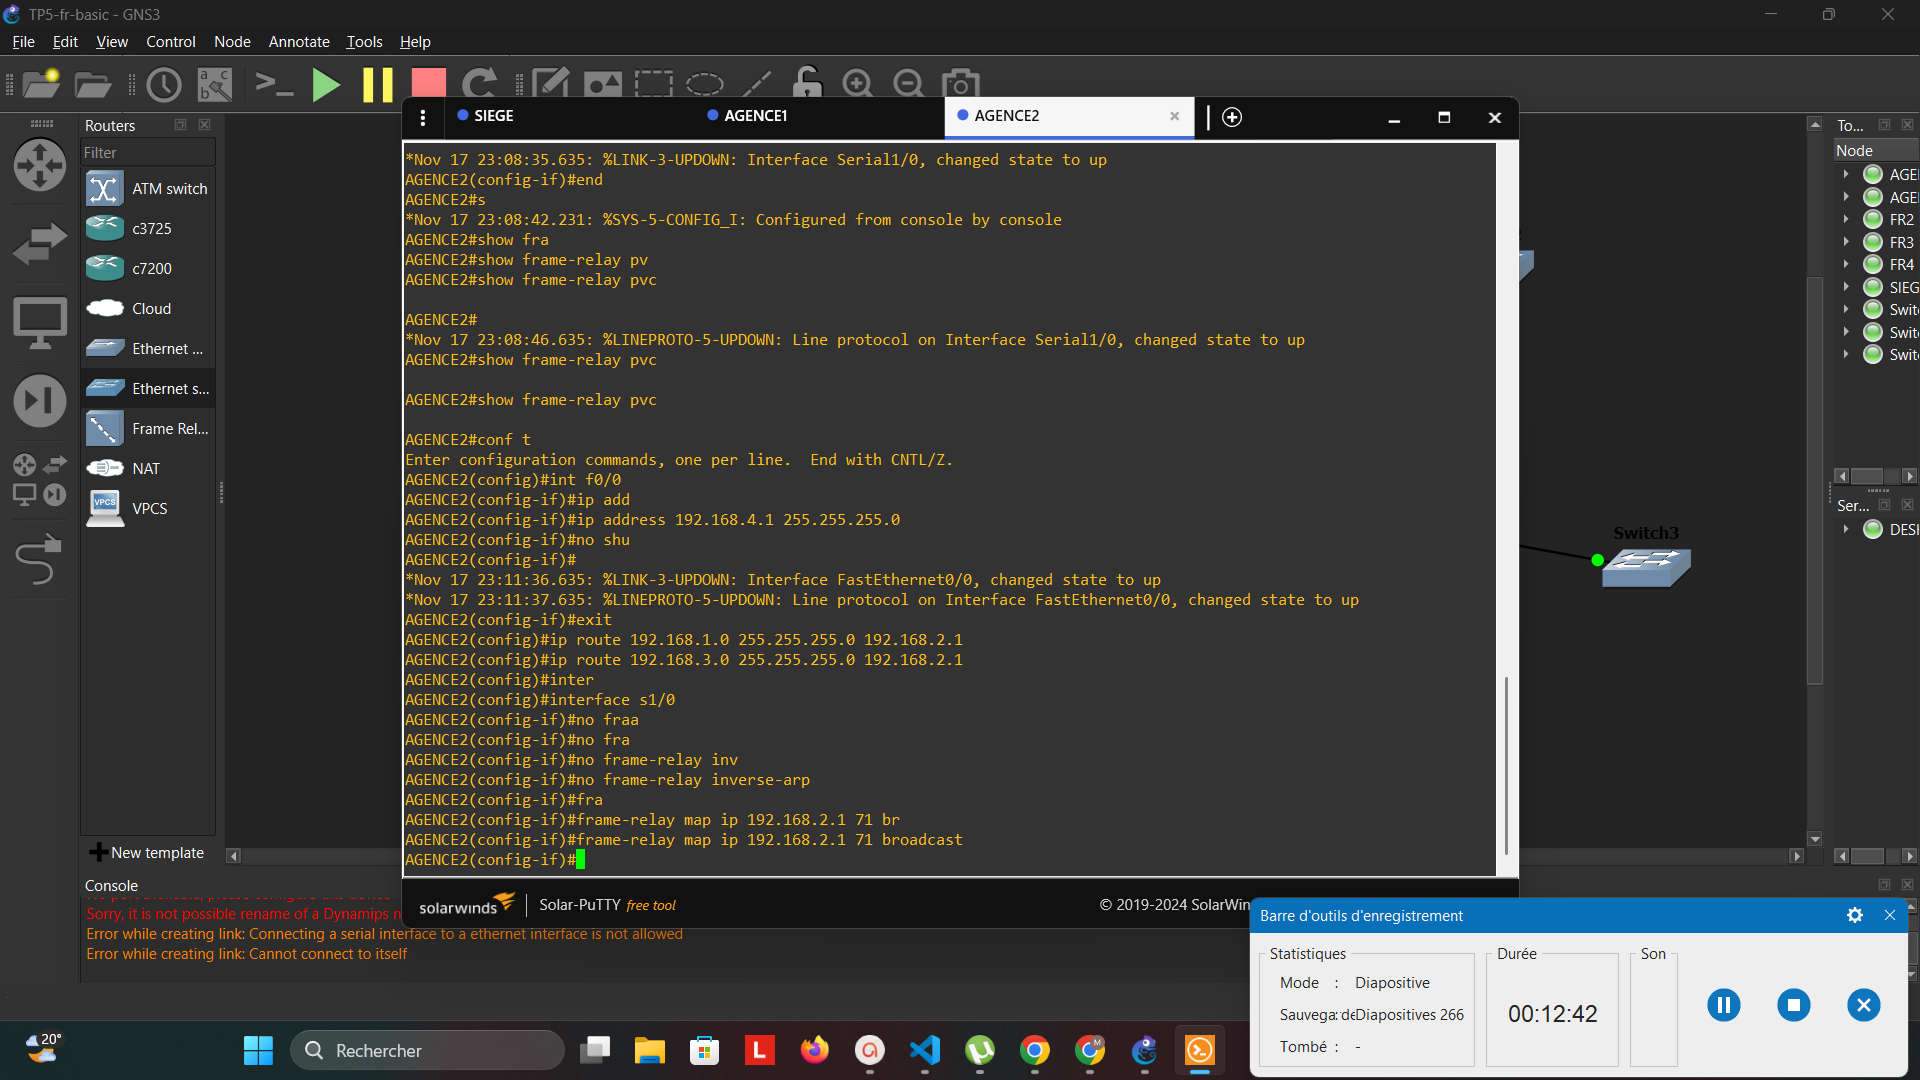 TP5-fr-basic - GNS3
File Edit View Control Node Annotate Tools Help
Routers
Filter
ATM switch
c3725
c7200
Cloud
Ethernet ...
Ethernet s...
Frame Rel...
NAT
VPCS
New template
SIEGE
AGENCE1
AGENCE2
*Nov 17 23:08:35.635: %LINK-3-UPDOWN: Interface Serial1/0, changed state to up
AGENCE2(config-if)#end
AGENCE2#s
*Nov 17 23:08:42.231: %SYS-5-CONFIG_I: Configured from console by console
AGENCE2#show fra
AGENCE2#show frame-relay pv
AGENCE2#show frame-relay pvc
AGENCE2#
*Nov 17 23:08:46.635: %LINEPROTO-5-UPDOWN: Line protocol on Interface Serial1/0, changed state to up
AGENCE2#show frame-relay pvc
AGENCE2#show frame-relay pvc
AGENCE2#conf t
Enter configuration commands, one per line.  End with CNTL/Z.
AGENCE2(config)#int f0/0
AGENCE2(config-if)#ip add
AGENCE2(config-if)#ip address 192.168.4.1 255.255.255.0
AGENCE2(config-if)#no shu
AGENCE2(config-if)#
*Nov 17 23:11:36.635: %LINK-3-UPDOWN: Interface FastEthernet0/0, changed state to up
*Nov 17 23:11:37.635: %LINEPROTO-5-UPDOWN: Line protocol on Interface FastEthernet0/0, changed state to up
AGENCE2(config-if)#exit
AGENCE2(config)#ip route 192.168.1.0 255.255.255.0 192.168.2.1
AGENCE2(config)#ip route 192.168.3.0 255.255.255.0 192.168.2.1
AGENCE2(config)#inter
AGENCE2(config)#interface s1/0
AGENCE2(config-if)#no fraa
AGENCE2(config-if)#no fra
AGENCE2(config-if)#no frame-relay inv
AGENCE2(config-if)#no frame-relay inverse-arp
AGENCE2(config-if)#fra
AGENCE2(config-if)#frame-relay map ip 192.168.2.1 71 br
AGENCE2(config-if)#frame-relay map ip 192.168.2.1 71 broadcast
AGENCE2(config-if)#
solarwinds
Solar-PuTTY free tool
© 2019-2024 SolarWin
Switch3
To...
Node
AGE
AGE
FR2
FR3
FR4
SIEG
Swit
Swit
Swit
Ser...
DES
Console
Sorry, it is not possible rename of a Dynamips n
Error while creating link: Connecting a serial interface to a ethernet interface is not allowed
Error while creating link: Cannot connect to itself
Barre d'outils d'enregistrement
Statistiques
Mode : Diapositive
Sauvega:de Diapositives 266
Tombé : -
Durée
00:12:42
Son
20°
Rechercher